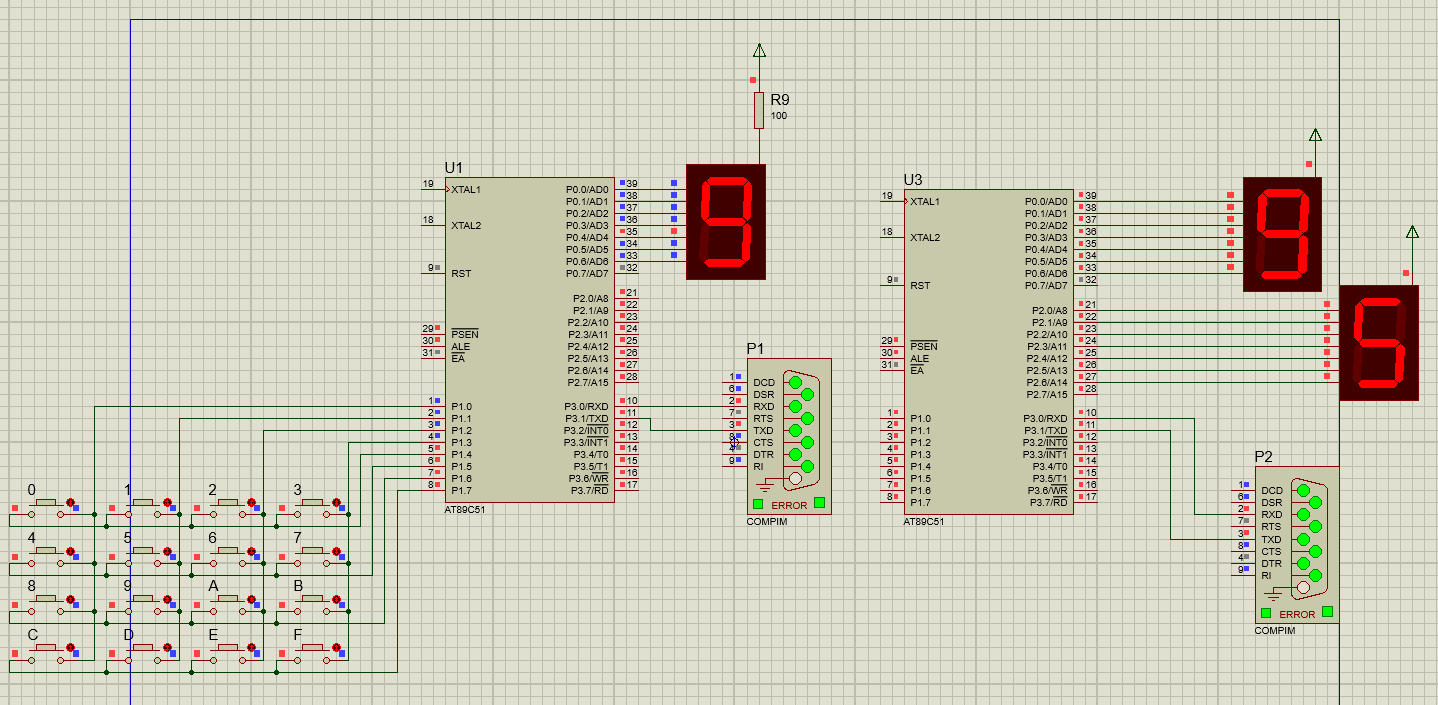 R9
100
U1
19 XTAL1 P0.0/AD0 39
P0.1/AD1 38
P0.2/AD2 37
18 XTAL2 P0.3/AD3 36
P0.4/AD4 35
P0.5/AD5 34
P0.6/AD6 33
9 RST P0.7/AD7 32
P2.0/A8 21
P2.1/A9 22
P2.2/A10 23
29 PSEN P2.3/A11 24
30 ALE P2.4/A12 25
31 EA P2.5/A13 26
P2.6/A14 27
P2.7/A15 28
1 P1.0 P3.0/RXD 10
2 P1.1 P3.1/TXD 11
3 P1.2 P3.2/INT0 12
4 P1.3 P3.3/INT1 13
5 P1.4 P3.4/T0 14
6 P1.5 P3.5/T1 15
7 P1.6 P3.6/WR 16
8 P1.7 P3.7/RD 17
AT89C51
9
P1
1 DCD
6 DSR
2 RXD
7 RTS
3 TXD
8 CTS
4 DTR
9 RI
ERROR
COMPIM
U3
19 XTAL1 P0.0/AD0 39
P0.1/AD1 38
P0.2/AD2 37
18 XTAL2 P0.3/AD3 36
P0.4/AD4 35
P0.5/AD5 34
P0.6/AD6 33
9 RST P0.7/AD7 32
P2.0/A8 21
P2.1/A9 22
P2.2/A10 23
29 PSEN P2.3/A11 24
30 ALE P2.4/A12 25
31 EA P2.5/A13 26
P2.6/A14 27
P2.7/A15 28
1 P1.0 P3.0/RXD 10
2 P1.1 P3.1/TXD 11
3 P1.2 P3.2/INT0 12
4 P1.3 P3.3/INT1 13
5 P1.4 P3.4/T0 14
6 P1.5 P3.5/T1 15
7 P1.6 P3.6/WR 16
8 P1.7 P3.7/RD 17
AT89C51
9
5
P2
1 DCD
6 DSR
2 RXD
7 RTS
3 TXD
8 CTS
4 DTR
9 RI
ERROR
COMPIM
0 1 2 3
4 5 6 7
8 9 A B
C D E F